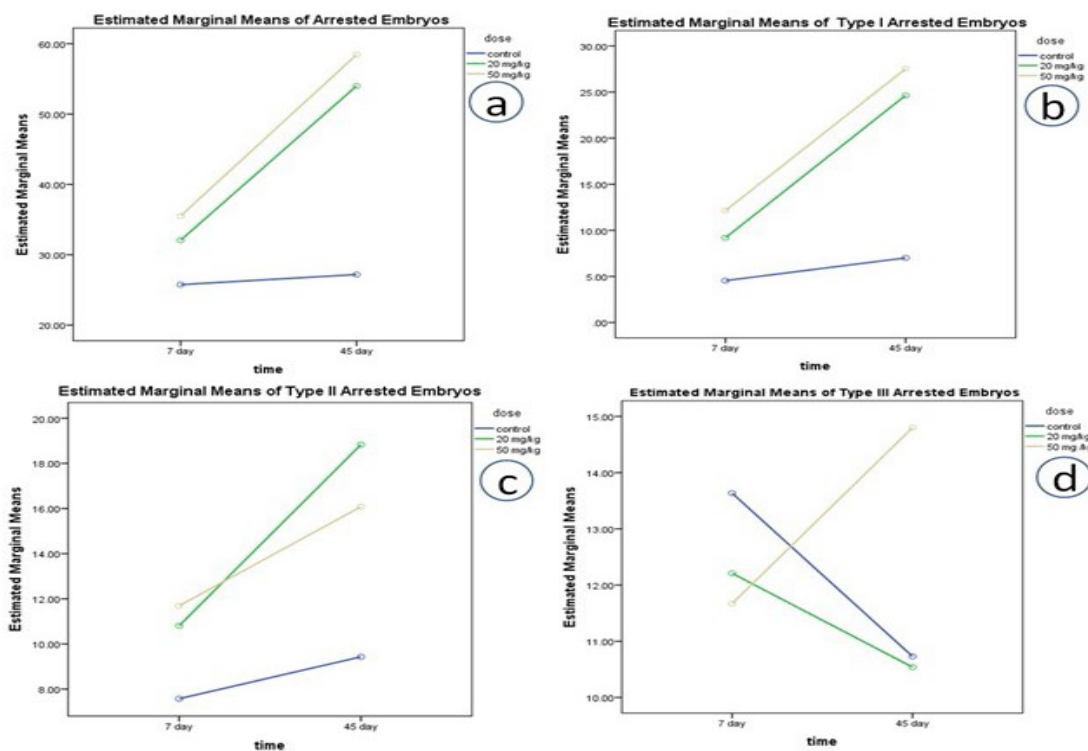 Estimated Marginal Means of Arrested Embryos
dose
control
20 mg/kg
50 mg/kg
a
60.00
50.00
40.00
30.00
20.00
Estimated Marginal Means
7 day
45 day
time
Estimated Marginal Means of Type I Arrested Embryos
dose
control
20 mg/kg
50 mg/kg
b
30.00
25.00
20.00
15.00
10.00
5.00
.00
Estimated Marginal Means
7 day
45 day
time
Estimated Marginal Means of Type II Arrested Embryos
dose
control
20 mg/kg
50 mg/kg
c
20.00
18.00
16.00
14.00
12.00
10.00
8.00
Estimated Marginal Means
7 day
45 day
time
Estimated Marginal Means of Type III Arrested Embryos
dose
control
20 mg/kg
50 mg /kg
d
15.00
14.00
13.00
12.00
11.00
10.00
Estimated Marginal Means
7 day
45 day
time